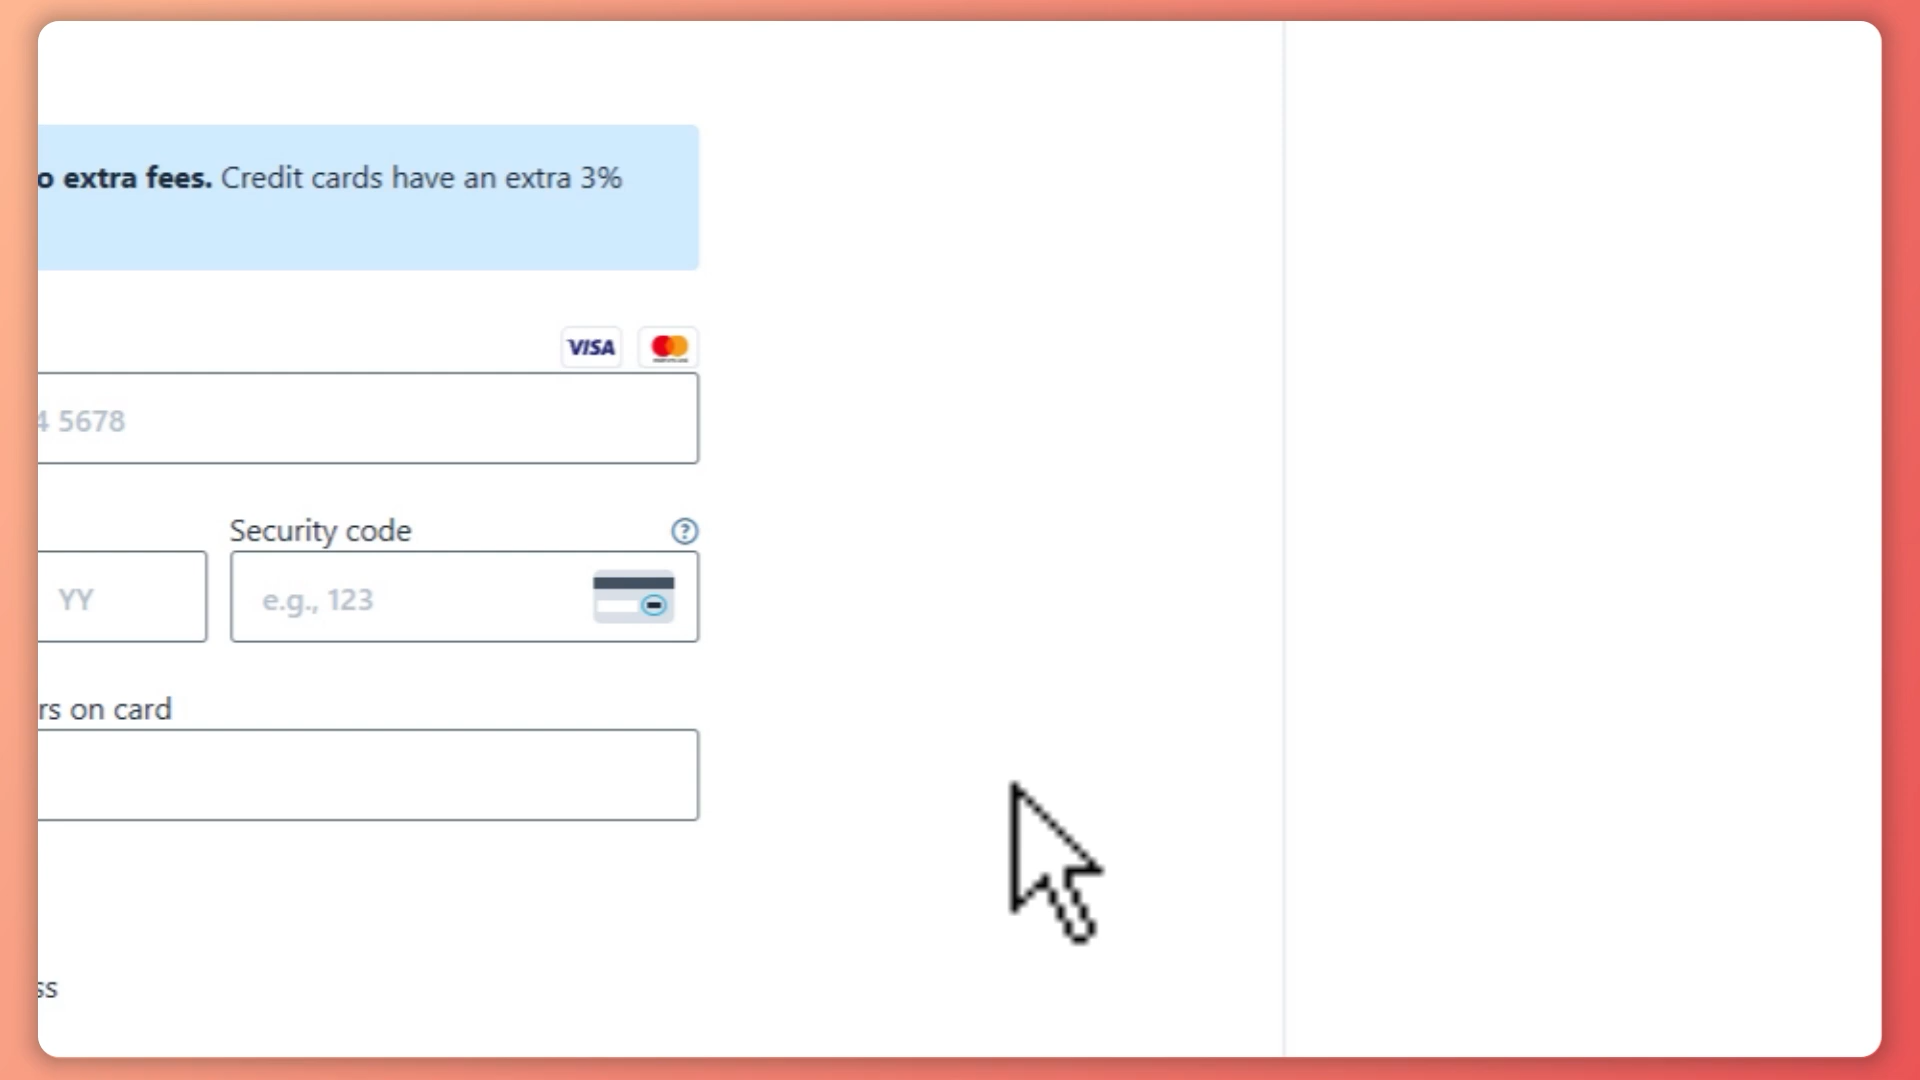 o extra fees. Credit cards have an extra 3%
VISA
4 5678
Security code
YY
e.g., 123
rs on card
ss